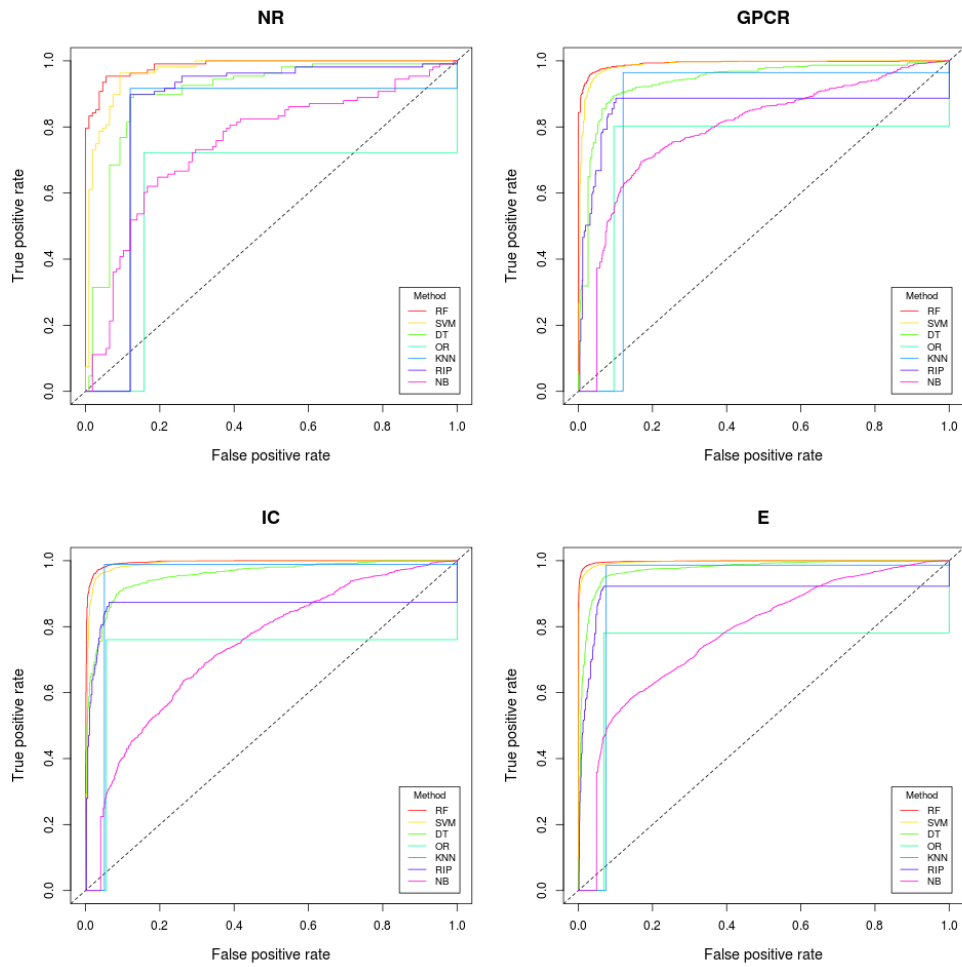 NR
True positive rate
0.0 0.2 0.4 0.6 0.8 1.0
Method
RF
SVM
DT
OR
KNN
RIP
NB
0.0 0.2 0.4 0.6 0.8 1.0
False positive rate
GPCR
True positive rate
0.0 0.2 0.4 0.6 0.8 1.0
Method
RF
SVM
DT
OR
KNN
RIP
NB
0.0 0.2 0.4 0.6 0.8 1.0
False positive rate
IC
True positive rate
0.0 0.2 0.4 0.6 0.8 1.0
Method
RF
SVM
DT
OR
KNN
RIP
NB
0.0 0.2 0.4 0.6 0.8 1.0
False positive rate
E
True positive rate
0.0 0.2 0.4 0.6 0.8 1.0
Method
RF
SVM
DT
OR
KNN
RIP
NB
0.0 0.2 0.4 0.6 0.8 1.0
False positive rate